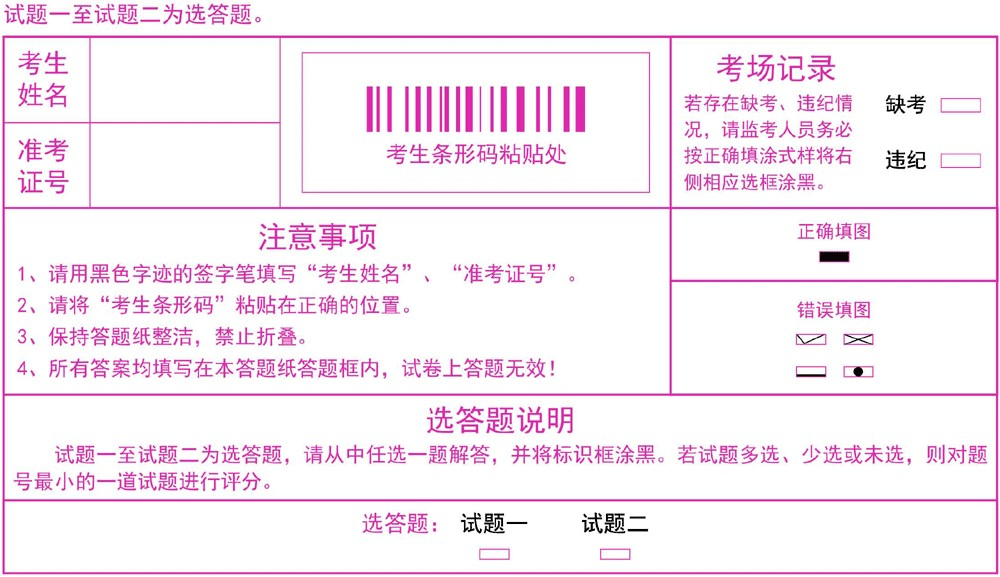 试题一至试题二为选答题。
考生
姓名
准考
证号
考生条形码粘贴处
考场记录
若存在缺考、违纪情
况，请监考人员务必
按正确填涂式样将右
侧相应选框涂黑。
缺考
违纪
注意事项
1、请用黑色字迹的签字笔填写“考生姓名”、“准考证号”。
2、请将“考生条形码”粘贴在正确的位置。
3、保持答题纸整洁，禁止折叠。
4、所有答案均填写在本答题纸答题框内，试卷上答题无效！
正确填图
错误填图
选答题说明
试题一至试题二为选答题，请从中任选一题解答，并将标识框涂黑。若试题多选、少选或未选，则对题
号最小的一道试题进行评分。
选答题： 试题一 试题二